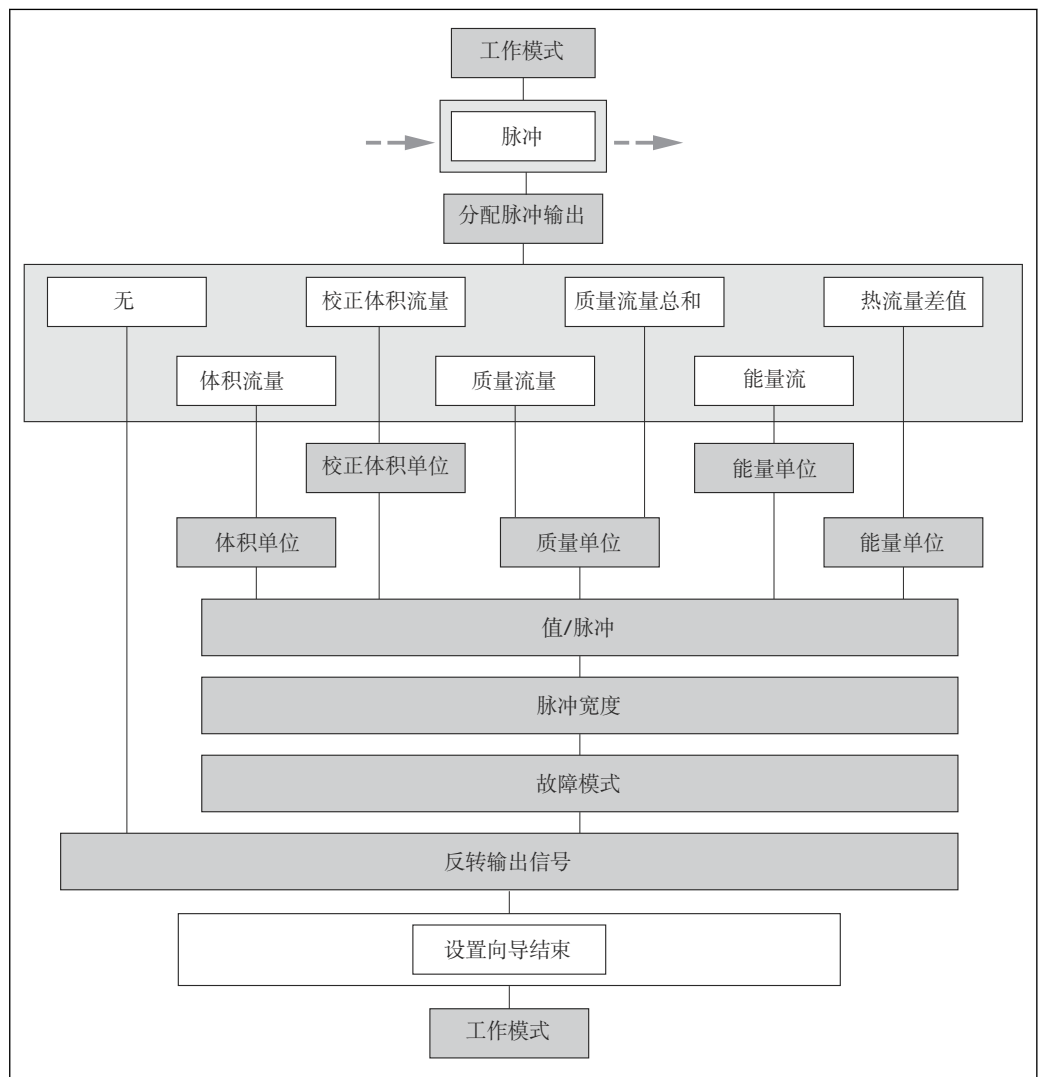 工作模式
脉冲
分配脉冲输出
无
校正体积流量
质量流量总和
热流量差值
体积流量
质量流量
能量流
校正体积单位
能量单位
体积单位
质量单位
能量单位
值/脉冲
脉冲宽度
故障模式
反转输出信号
设置向导结束
工作模式